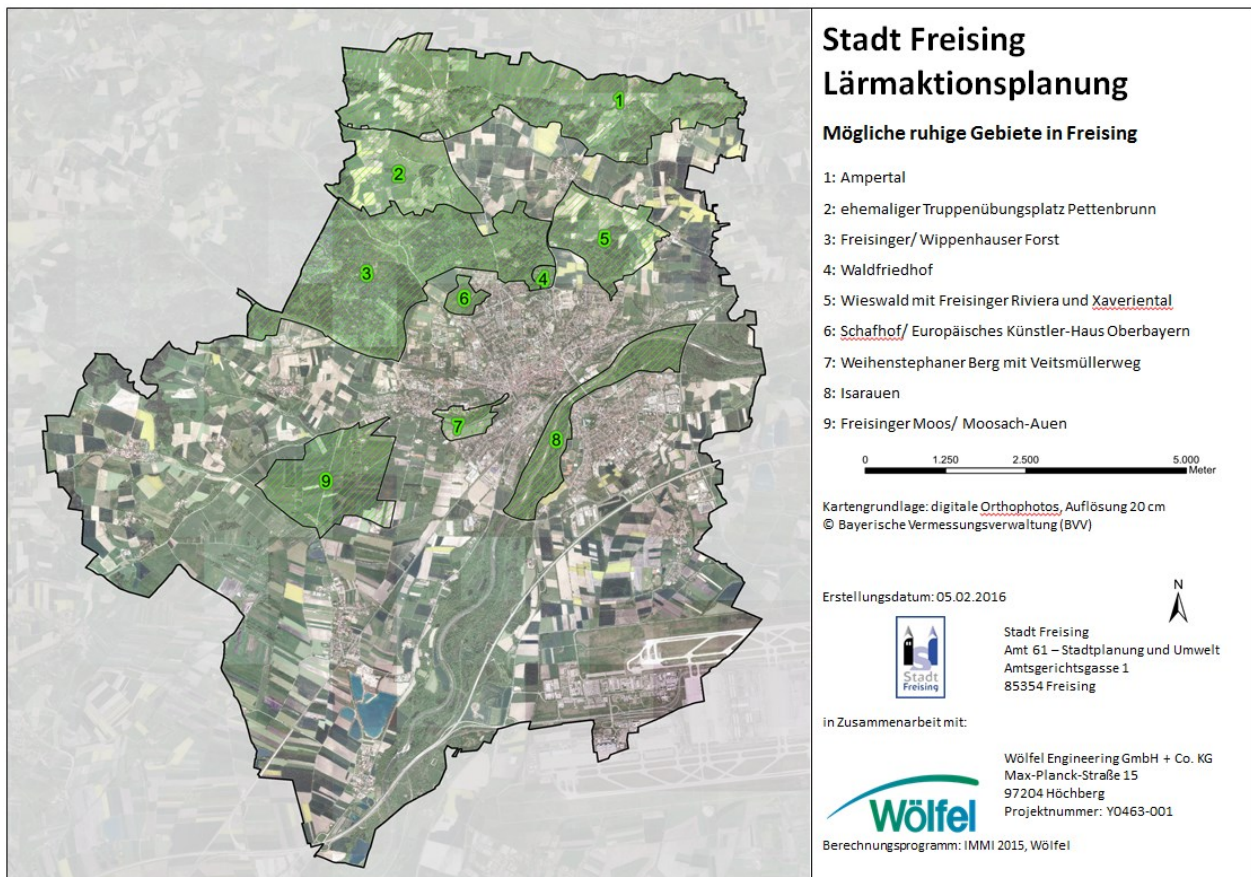 Stadt Freising
Lärmaktionsplanung
Mögliche ruhige Gebiete in Freising
1: Ampertal
2: ehemaliger Truppenübungsplatz Pettenbrunn
3: Freisinger/ Wippenhauser Forst
4: Waldfriedhof
5: Wieswald mit Freisinger Riviera und Xaveriental
6: Schafhof/ Europäisches Künstler-Haus Oberbayern
7: Weihenstephaner Berg mit Veitsmüllerweg
8: Isarauen
9: Freisinger Moos/ Moosach-Auen
0 1.250 2.500 5.000
Meter
Kartengrundlage: digitale Orthophotos, Auflösung 20 cm
© Bayerische Vermessungsverwaltung (BVV)
Erstellungsdatum: 05.02.2016
N
Stadt
Freising
Stadt Freising
Amt 61 – Stadtplanung und Umwelt
Amtsgerichtsgasse 1
85354 Freising
in Zusammenarbeit mit:
Wölfel
Wölfel Engineering GmbH + Co. KG
Max-Planck-Straße 15
97204 Höchberg
Projektnummer: Y0463-001
Berechnungsprogramm: IMMI 2015, Wölfel
1
2
3
4
5
6
7
8
9